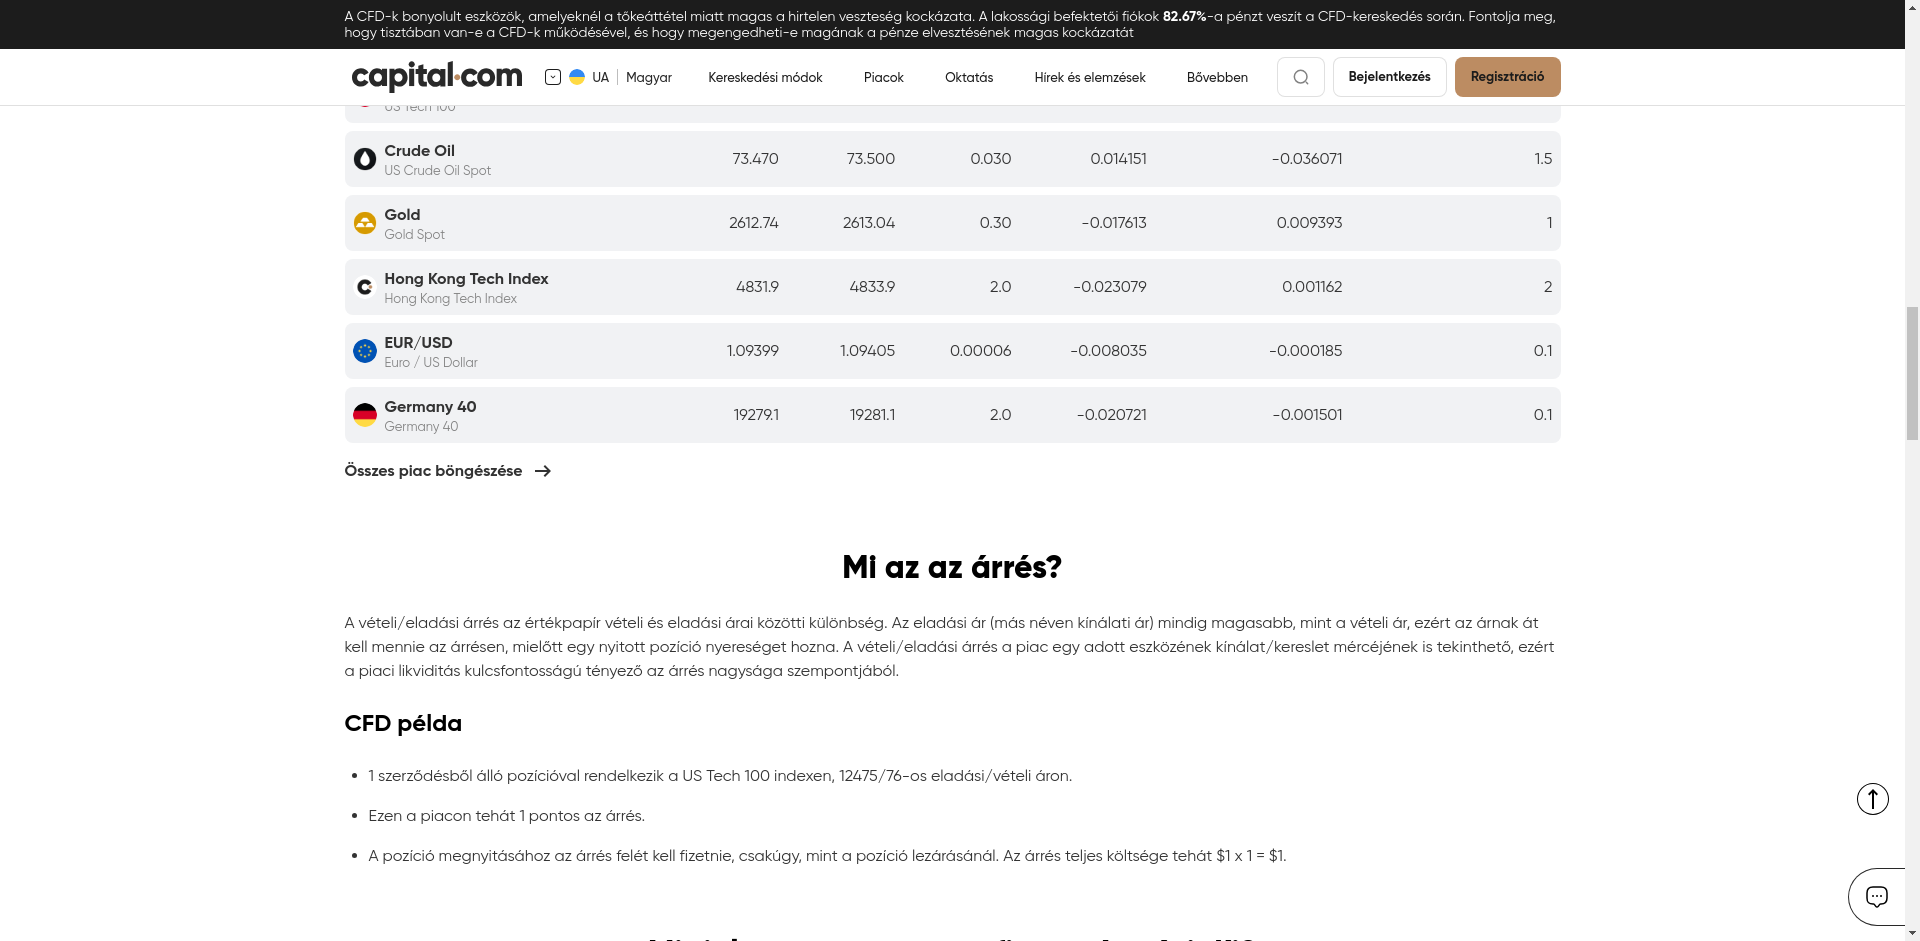 A CFD-k bonyolult eszközök, amelyeknél a tőkeáttétel miatt magas a hirtelen veszteség kockázata. A lakossági befektetői fiókok 82.67%-a pénzt veszít a CFD-kereskedés során. Fontolja meg,
hogy tisztában van-e a CFD-k működésével, és hogy megengedheti-e magának a pénze elvesztésének magas kockázatát
capital.com UA Magyar Kereskedési módok Piacok Oktatás Hírek és elemzések Bővebben Bejelentkezés Regisztráció
US Tech 100
Crude Oil
US Crude Oil Spot
73.470 73.500 0.030 0.014151 -0.036071 1.5
Gold
Gold Spot
2612.74 2613.04 0.30 -0.017613 0.009393 1
Hong Kong Tech Index
Hong Kong Tech Index
4831.9 4833.9 2.0 -0.023079 0.001162 2
EUR/USD
Euro / US Dollar
1.09399 1.09405 0.00006 -0.008035 -0.000185 0.1
Germany 40
Germany 40
19279.1 19281.1 2.0 -0.020721 -0.001501 0.1
Összes piac böngészése
Mi az az árrés?
A vételi/eladási árrés az értékpapír vételi és eladási árai közötti különbség. Az eladási ár (más néven kínálati ár) mindig magasabb, mint a vételi ár, ezért az árnak át
kell mennie az árrésen, mielőtt egy nyitott pozíció nyereséget hozna. A vételi/eladási árrés a piac egy adott eszközének kínálat/kereslet mércéjének is tekinthető, ezért
a piaci likviditás kulcsfontosságú tényező az árrés nagysága szempontjából.
CFD példa
1 szerződésből álló pozícióval rendelkezik a US Tech 100 indexen, 12475/76-os eladási/vételi áron.
Ezen a piacon tehát 1 pontos az árrés.
A pozíció megnyitásához az árrés felét kell fizetnie, csakúgy, mint a pozíció lezárásánál. Az árrés teljes költsége tehát $1 x 1 = $1.